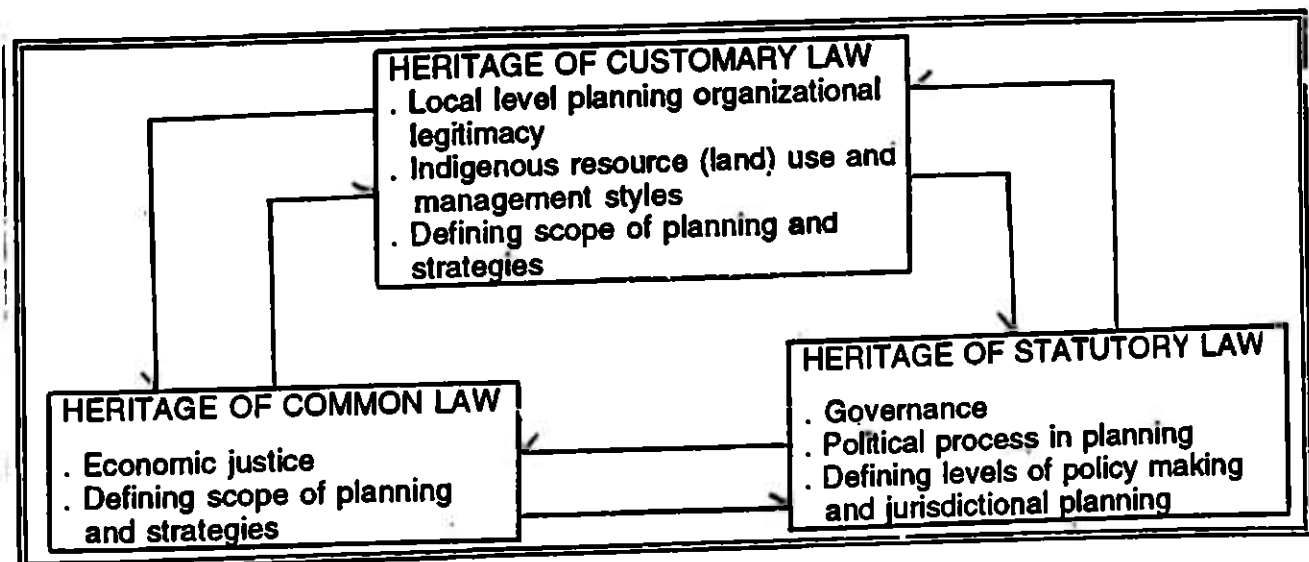 HERITAGE OF CUSTOMARY LAW
. Local level planning organizational
legitimacy
. Indigenous resource (land) use and
management styles
. Defining scope of planning and
strategies
HERITAGE OF COMMON LAW
. Economic justice
. Defining scope of planning
and strategies
HERITAGE OF STATUTORY LAW
. Governance
. Political process in planning
. Defining levels of policy making
and jurisdictional planning